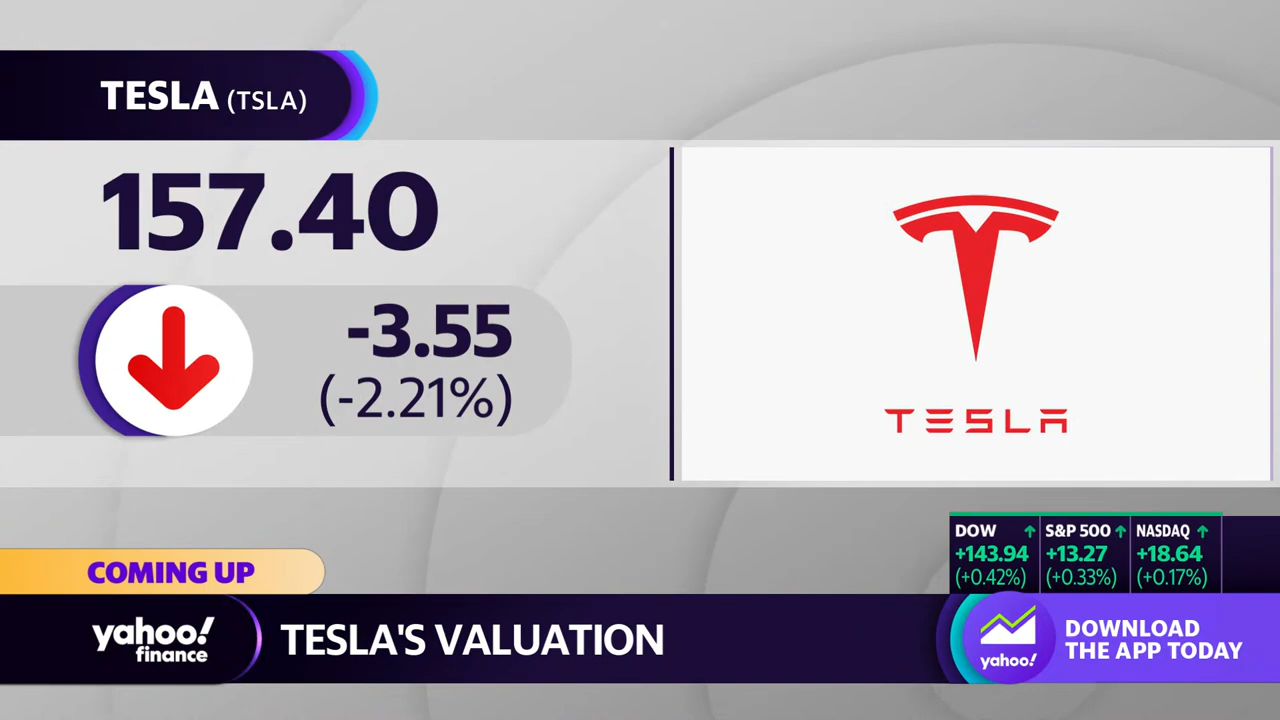 TESLA (TSLA)
157.40
-3.55
(-2.21%)
TESLA
DOW
+143.94
(+0.42%)
S&P 500
+13.27
(+0.33%)
NASDAQ
+18.64
(+0.17%)
COMING UP
yahoo!
finance
TESLA'S VALUATION
yahoo!
DOWNLOAD
THE APP TODAY